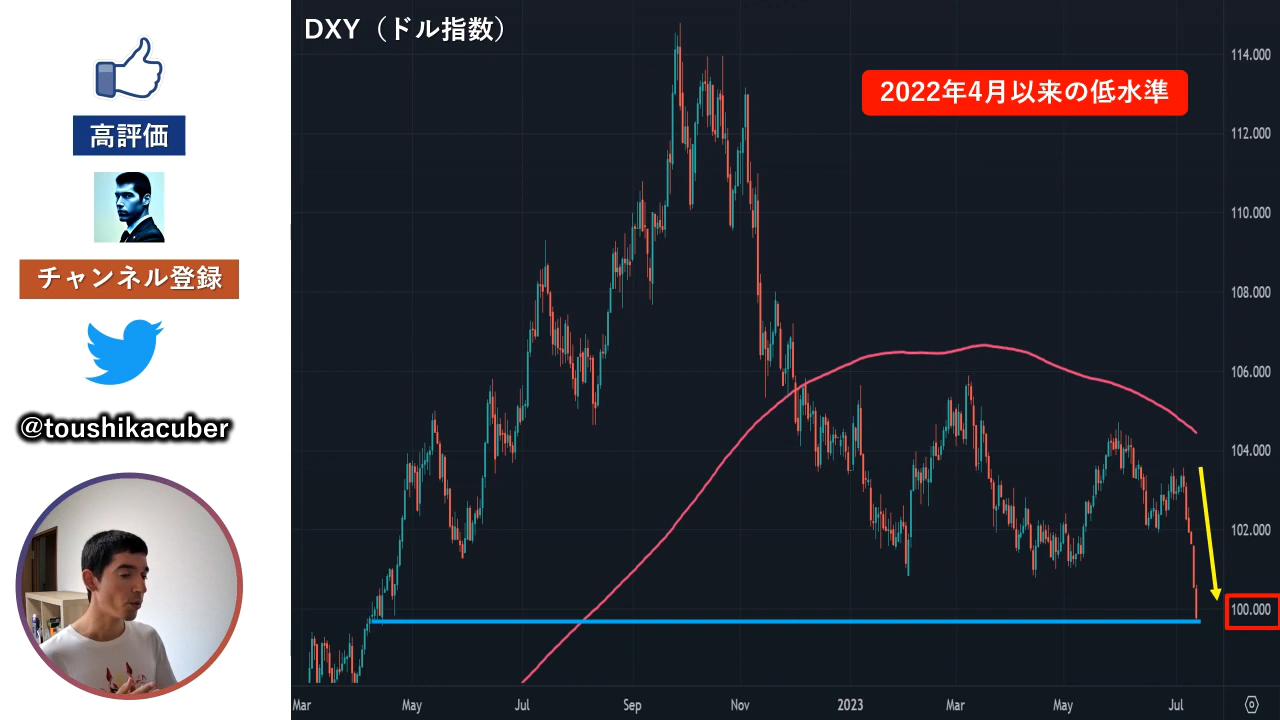 高評価
チャンネル登録
@toushikacuber
DXY（ドル指数）
2022年4月以来の低水準
114.000
112.000
110.000
108.000
106.000
104.000
102.000
100.000
Mar May Jul Sep Nov 2023 Mar May Jul